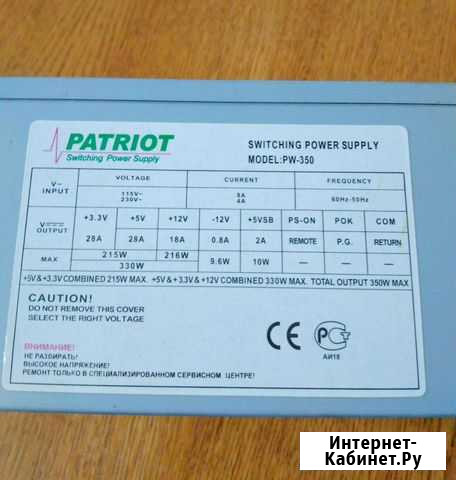 PATRIOT
Switching Power Supply
SWITCHING POWER SUPPLY
MODEL:PW-350
V~ INPUT
VOLTAGE
CURRENT
FREQUENCY
115V~
230V~
8A
4A
60Hz-50Hz
V OUTPUT
+3.3V
+5V
+12V
-12V
+5VSB
PS-ON
POK
COM
28A
28A
18A
0.8A
2A
REMOTE
P.G.
RETURN
MAX
215W
216W
9.6W
10W
—
—
—
330W
+5V & +3.3V COMBINED 215W MAX. +5V & +3.3V & +12V COMBINED 330W MAX. TOTAL OUTPUT 350W MAX
CAUTION!
DO NOT REMOVE THIS COVER
SELECT THE RIGHT VOLTAGE
ВНИМАНИЕ!
НЕ РАЗБИРАТЬ!
ВЫСОКОЕ НАПРЯЖЕНИЕ!
РЕМОНТ ТОЛЬКО В СПЕЦИАЛИЗИРОВАННОМ СЕРВИСНОМ ЦЕНТРЕ!
CE
АИ18
Интернет-
Кабинет.Ру